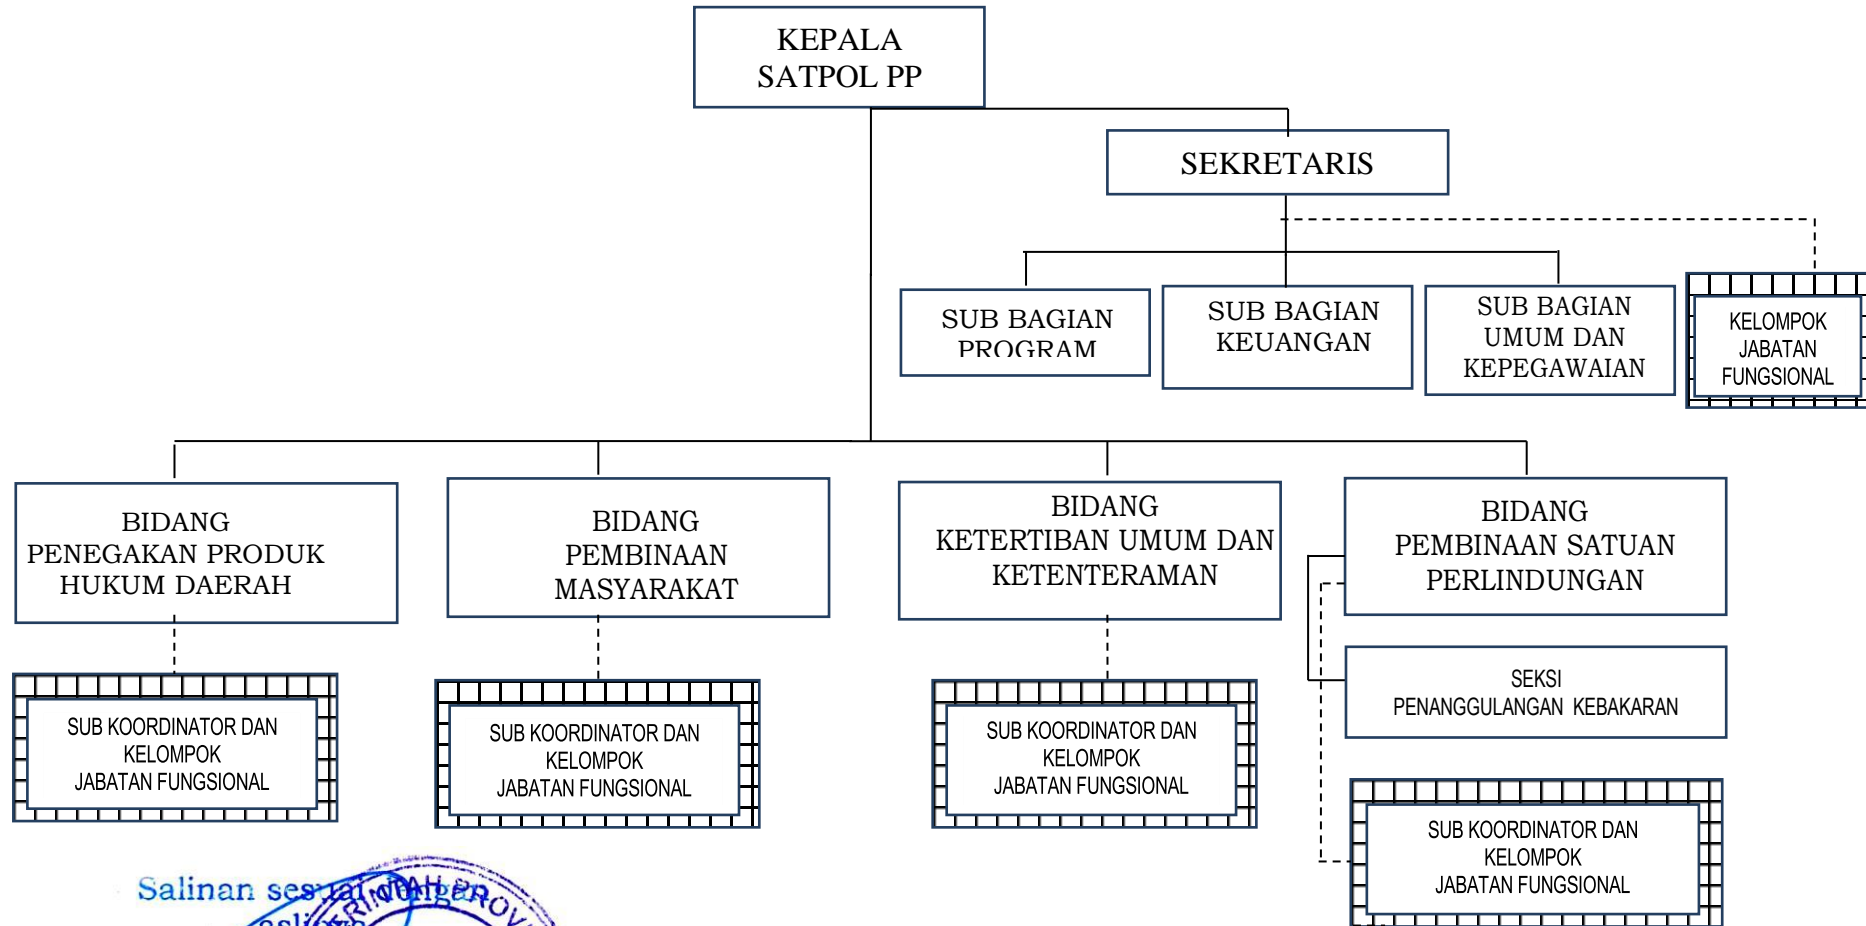 KEPALA
SATPOL PP
SEKRETARIS
SUB BAGIAN
PROGRAM
SUB BAGIAN
KEUANGAN
SUB BAGIAN
UMUM DAN
KEPEGAWAIAN
KELOMPOK
JABATAN
FUNGSIONAL
BIDANG
PENEGAKAN PRODUK
HUKUM DAERAH
BIDANG
PEMBINAAN
MASYARAKAT
BIDANG
KETERTIBAN UMUM DAN
KETENTERAMAN
BIDANG
PEMBINAAN SATUAN
PERLINDUNGAN
SEKSI
PENANGGULANGAN KEBAKARAN
SUB KOORDINATOR DAN
KELOMPOK
JABATAN FUNGSIONAL
SUB KOORDINATOR DAN
KELOMPOK
JABATAN FUNGSIONAL
SUB KOORDINATOR DAN
KELOMPOK
JABATAN FUNGSIONAL
SUB KOORDINATOR DAN
KELOMPOK
JABATAN FUNGSIONAL
Salinan sesuai dengan